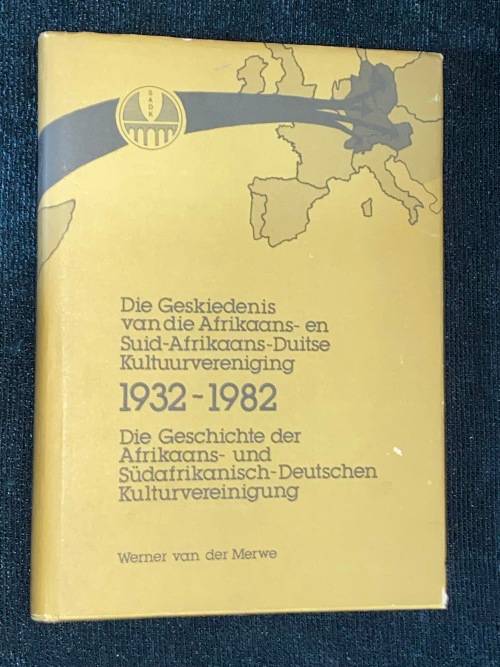 SADK
Die Geskiedenis
van die Afrikaans- en
Suid-Afrikaans-Duitse
Kultuurvereniging
1932-1982
Die Geschichte der
Afrikaans- und
Südafrikanisch-Deutschen
Kulturvereinigung
Werner van der Merwe